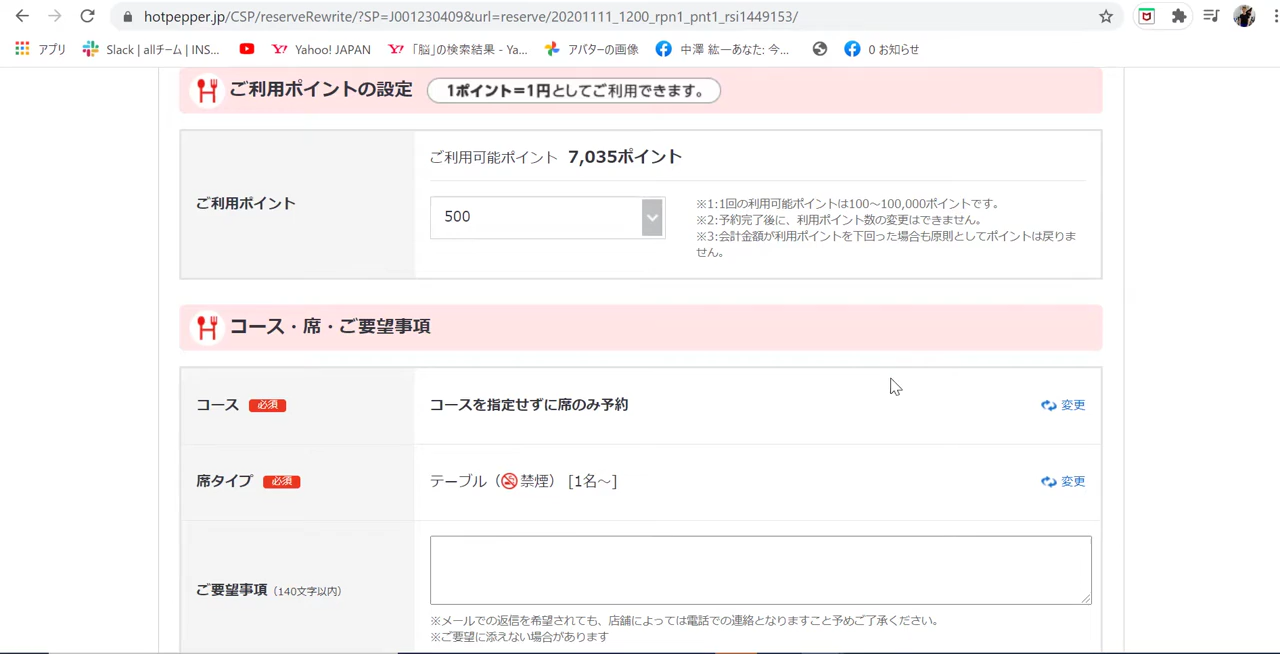 hotpepper.jp/CSP/reserveRewrite/?SP=J001230409&url=reserve/20201111_1200_rpn1_pnt1_rsi1449153/
アプリ Slack | allチーム | INS... Yahoo! JAPAN 「脳」の検索結果 - Ya... アバターの画像 中澤 紘一あなた: 今... 0 お知らせ
ご利用ポイントの設定 1ポイント=1円としてご利用できます。
ご利用可能ポイント 7,035ポイント
ご利用ポイント
500
※1:1回の利用可能ポイントは100～100,000ポイントです。
※2:予約完了後に、利用ポイント数の変更はできません。
※3:会計金額が利用ポイントを下回った場合も原則としてポイントは戻りま
せん。
コース・席・ご要望事項
コース 必須 コースを指定せずに席のみ予約 変更
席タイプ 必須 テーブル（禁煙） [1名～] 変更
ご要望事項（140文字以内）
※メールでの返信を希望されても、店舗によっては電話での連絡となりますこと予めご了承ください。
※ご要望に添えない場合があります